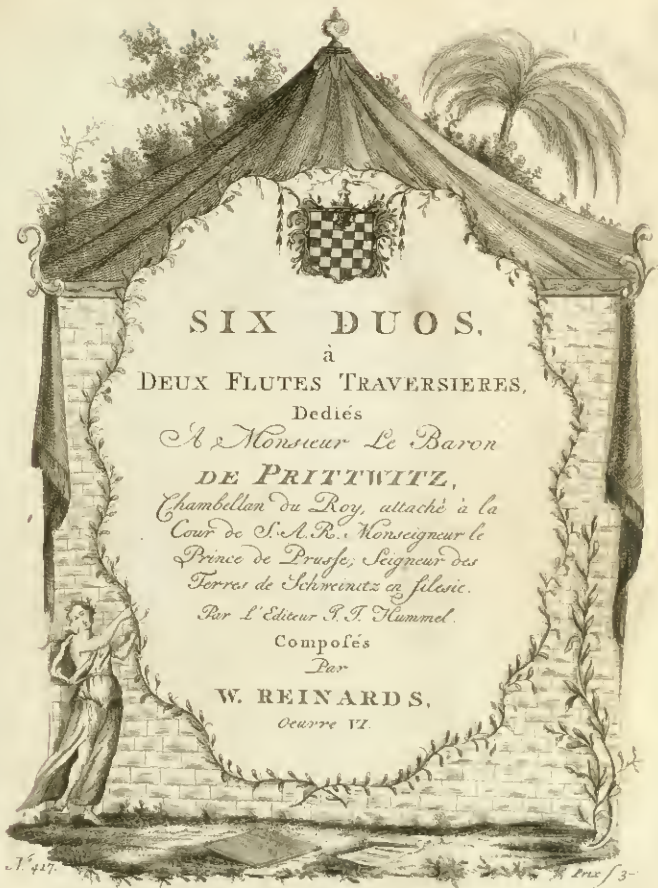 SIX DUOS,
à
DEUX FLUTES TRAVERSIERES,
Dediés
A Monsieur Le Baron
DE PRITTWITZ,
Chambellan du Roy, attaché à la
Cour de S. A. R. Monseigneur le
Prince de Prusse; Seigneur des
Terres de Schweinitz en silesie.
Par L'Editeur J. J. Hummel.
Composés
Par
W. REINARDS,
Oeuvre VI.
N.º 417.
Prix f 3-